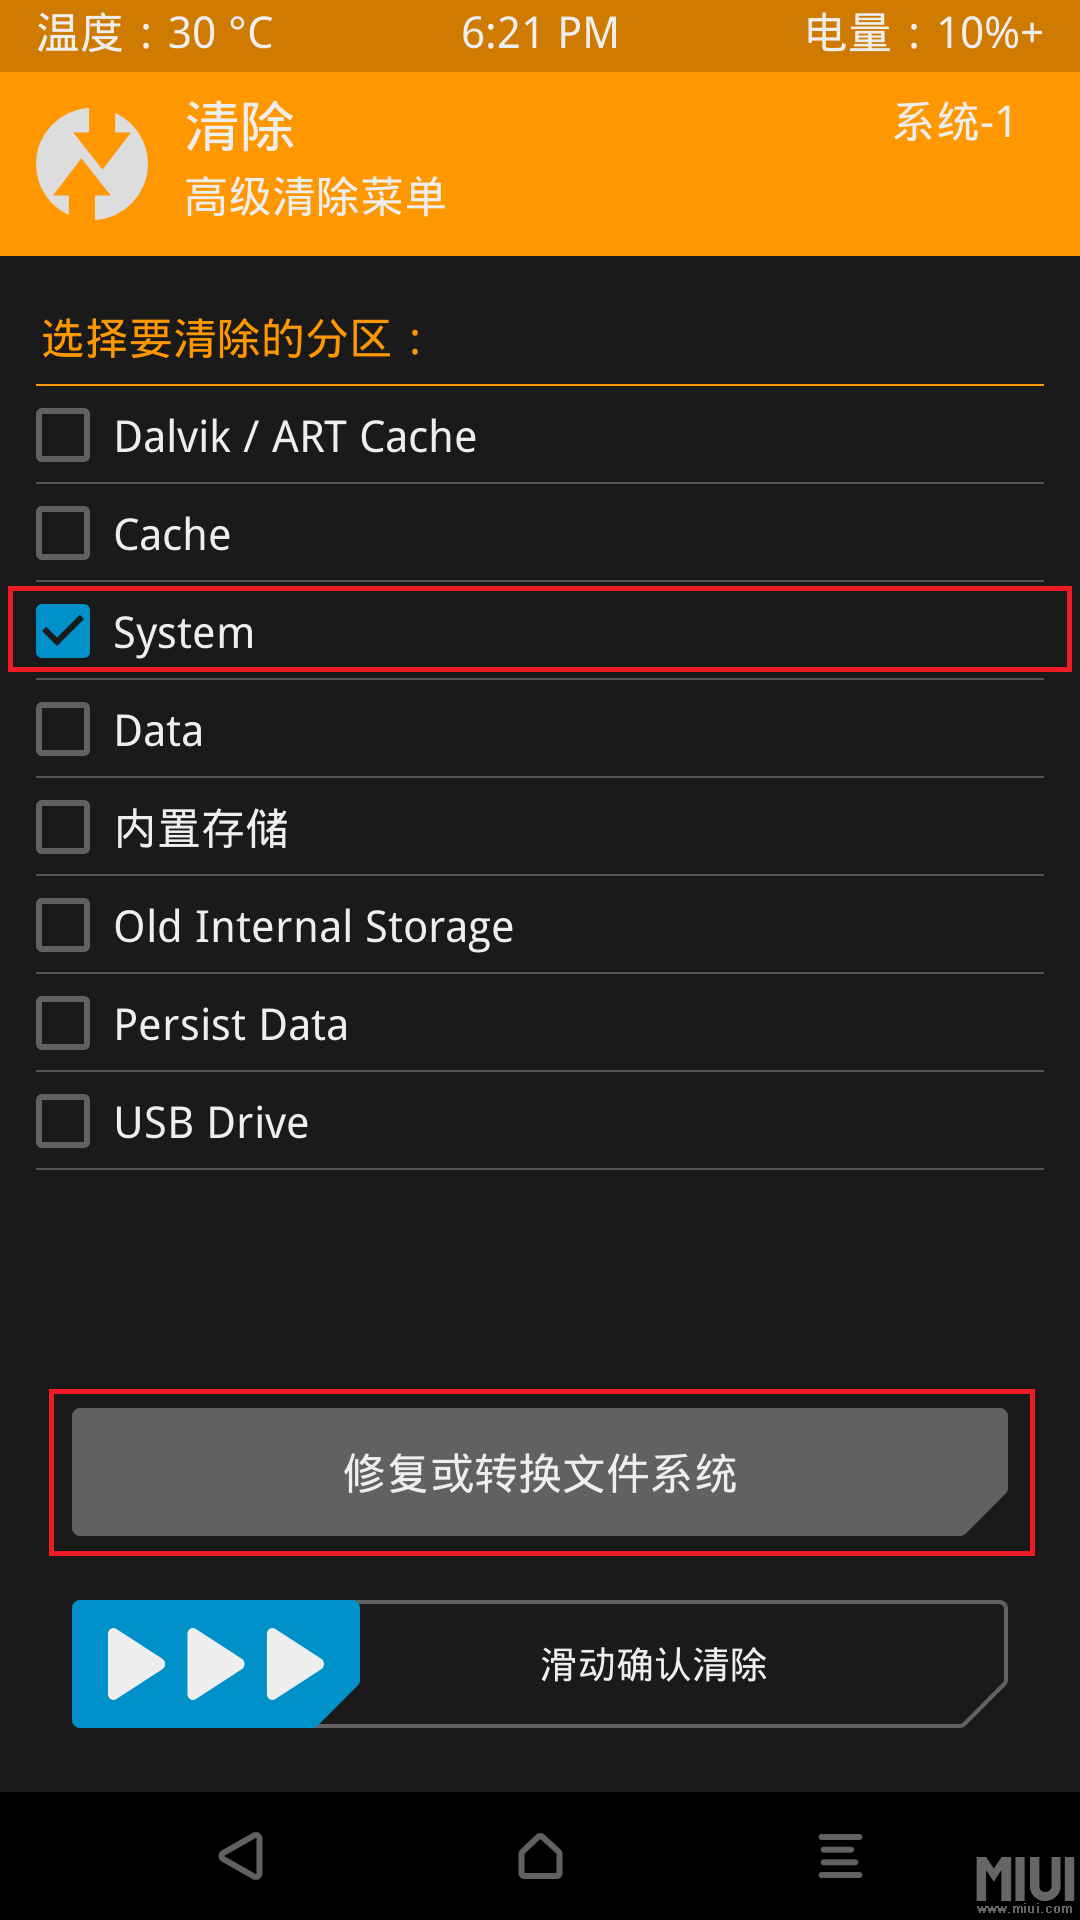 温度：30 °C 6:21 PM 电量：10%+
清除 系统-1
高级清除菜单
选择要清除的分区：
Dalvik / ART Cache
Cache
System
Data
内置存储
Old Internal Storage
Persist Data
USB Drive
修复或转换文件系统
滑动确认清除
MIUI
www.miui.com